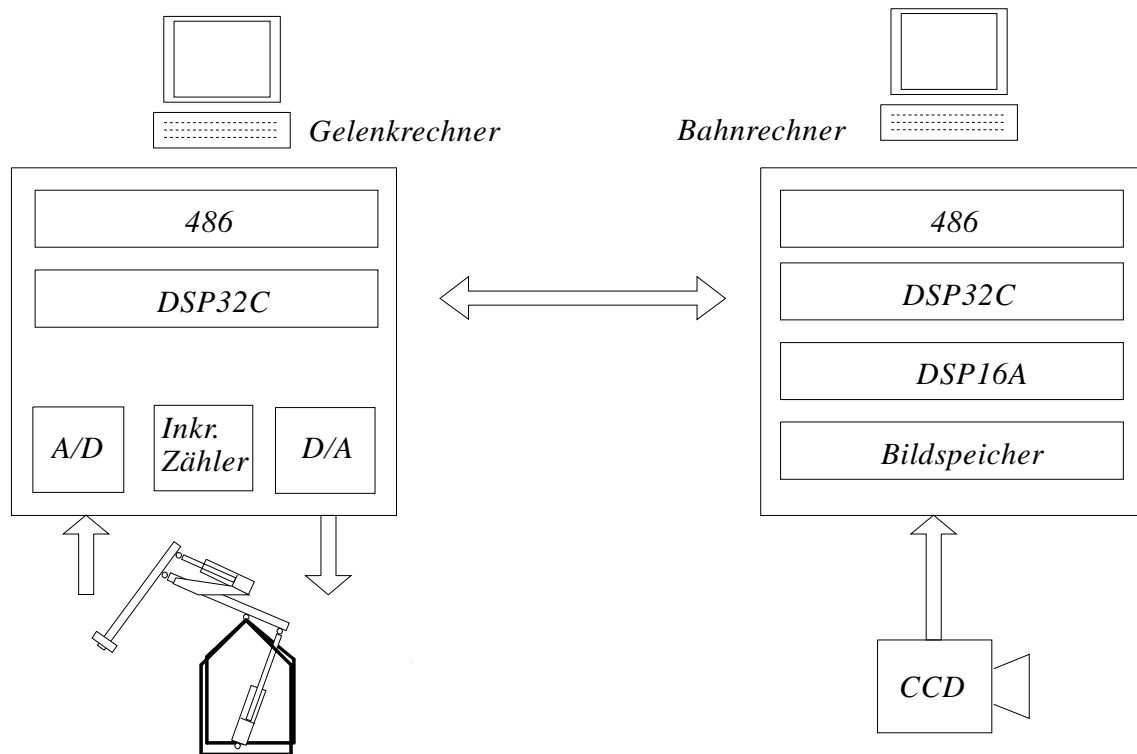 Gelenkrechner
Bahnrechner
486
DSP32C
A/D
Inkr.
Zähler
D/A
486
DSP32C
DSP16A
Bildspeicher
CCD